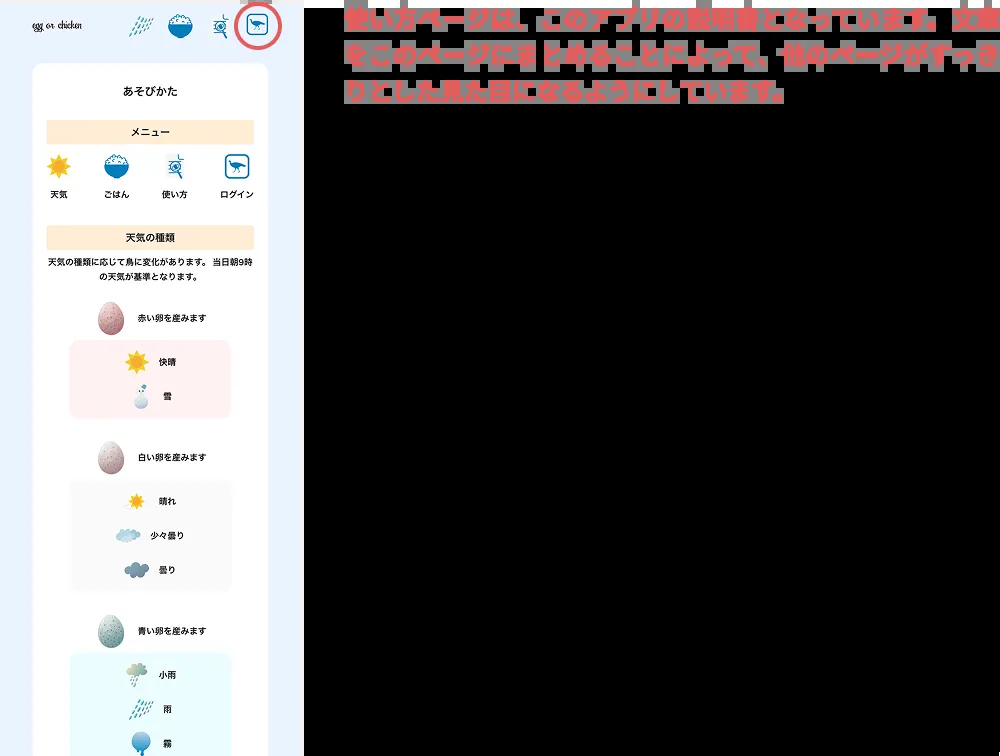 egg or chicken
使い方ページは、このアプリの説明書となっています。文章
をこのページにまとめることによって、他のページがすっき
りとした見た目になるようにしています。
あそびかた
メニュー
天気 ごはん 使い方 ログイン
天気の種類
天気の種類に応じて鳥に変化があります。 当日朝9時
の天気が基準となります。
赤い卵を産みます
快晴
雪
白い卵を産みます
晴れ
少々曇り
曇り
青い卵を産みます
小雨
雨
霧